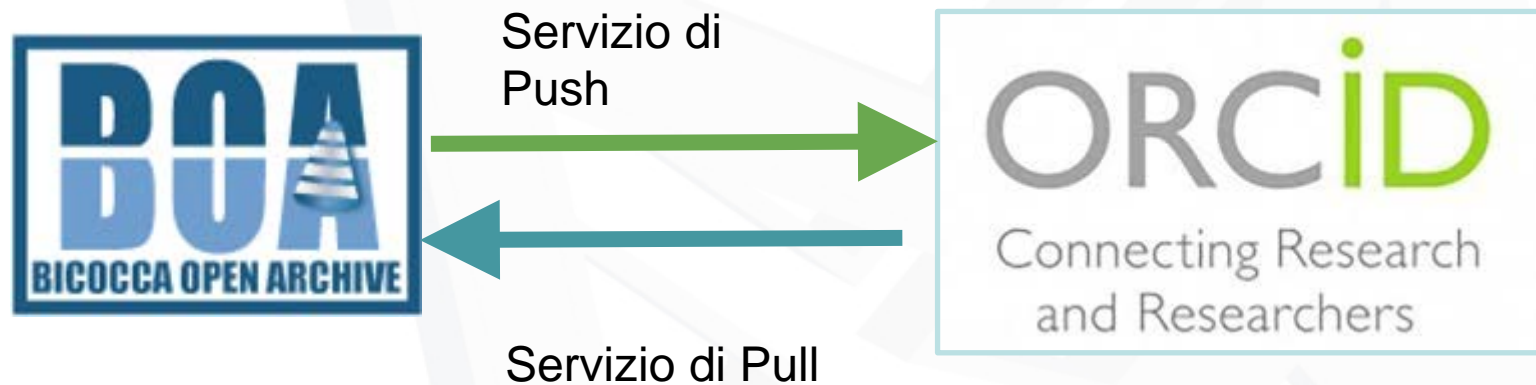 Servizio di
Push
BOA
BICOCCA OPEN ARCHIVE
ORCiD
Connecting Research
and Researchers
Servizio di Pull